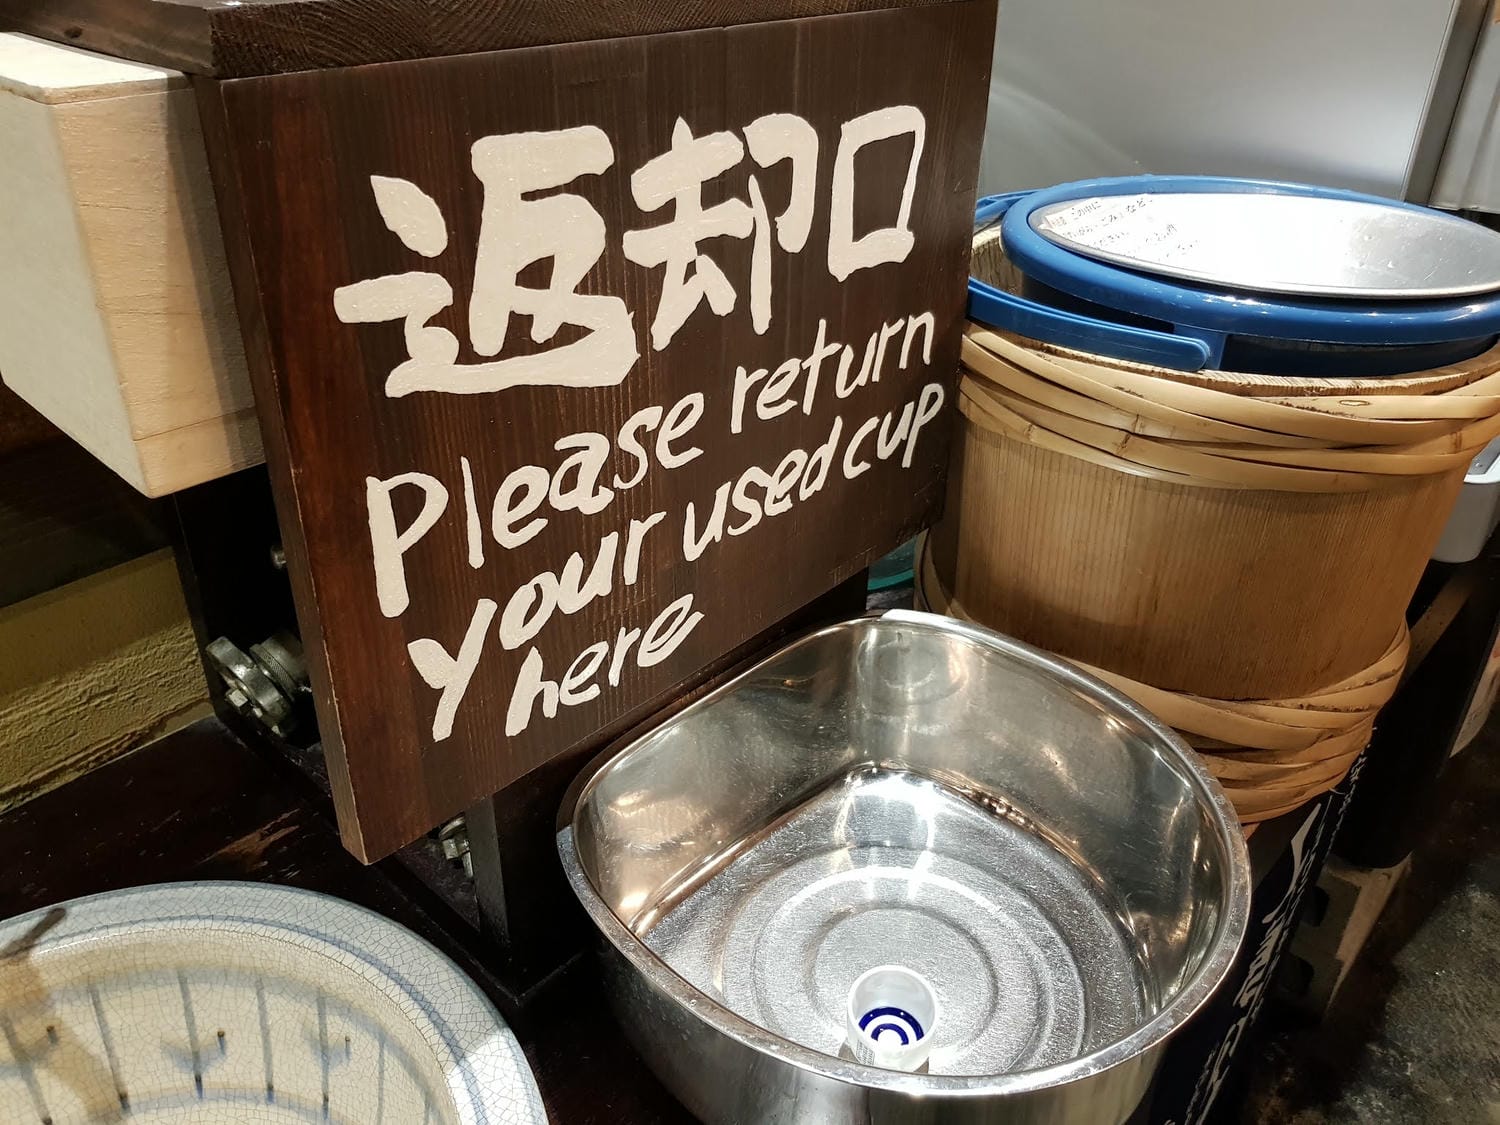 返却口
Please return
your used cup
here